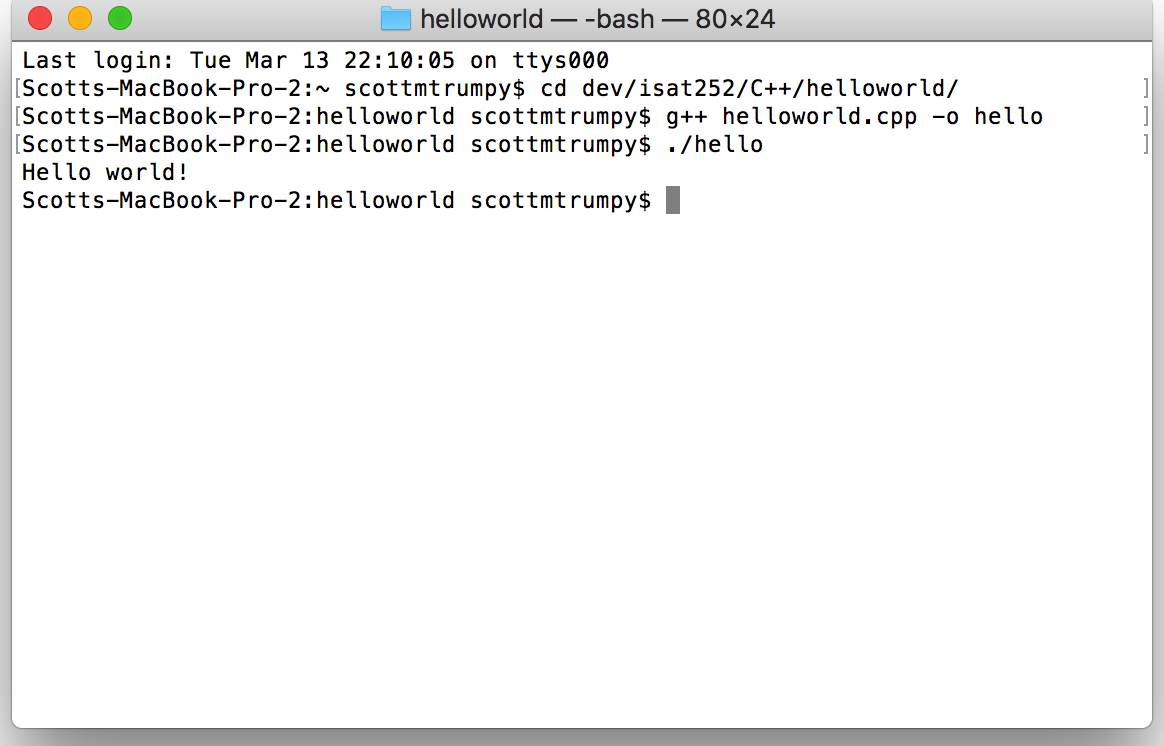 helloworld — -bash — 80×24
Last login: Tue Mar 13 22:10:05 on ttys000
[Scotts-MacBook-Pro-2:~ scottmtrumpy$ cd dev/isat252/C++/helloworld/ ]
[Scotts-MacBook-Pro-2:helloworld scottmtrumpy$ g++ helloworld.cpp -o hello ]
[Scotts-MacBook-Pro-2:helloworld scottmtrumpy$ ./hello ]
Hello world!
Scotts-MacBook-Pro-2:helloworld scottmtrumpy$